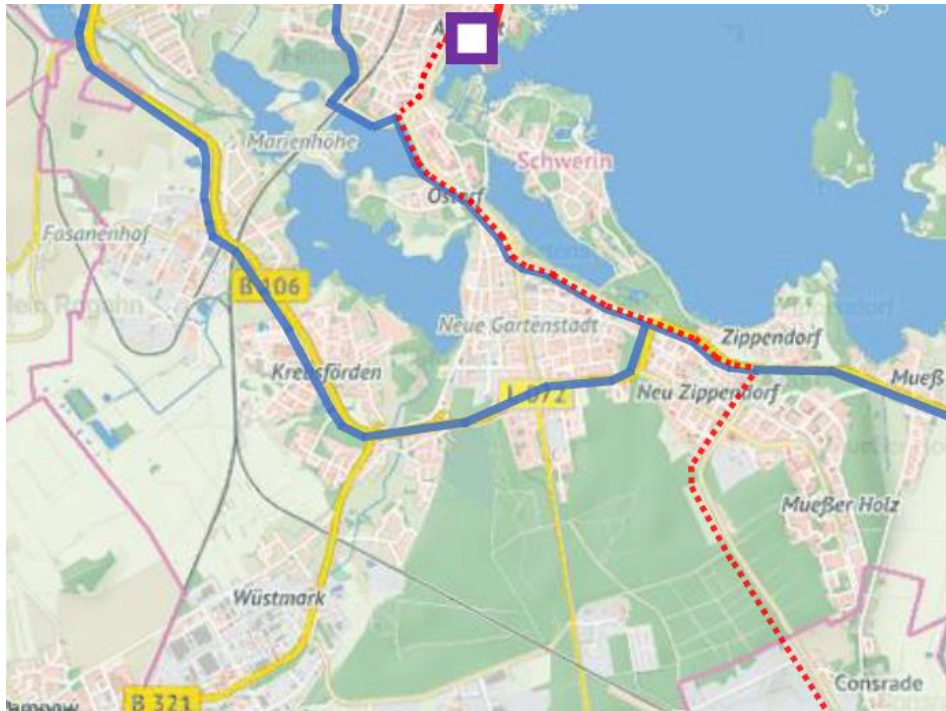 Marienhöhe
Schwerin
Ostorf
Fasanenhof
B 106
Zippendorf
Neue Gartenstadt
Krebsförden
L 072
Neu Zippendorf
Mueß
Mueßer Holz
Wüstmark
Consrade
B 321